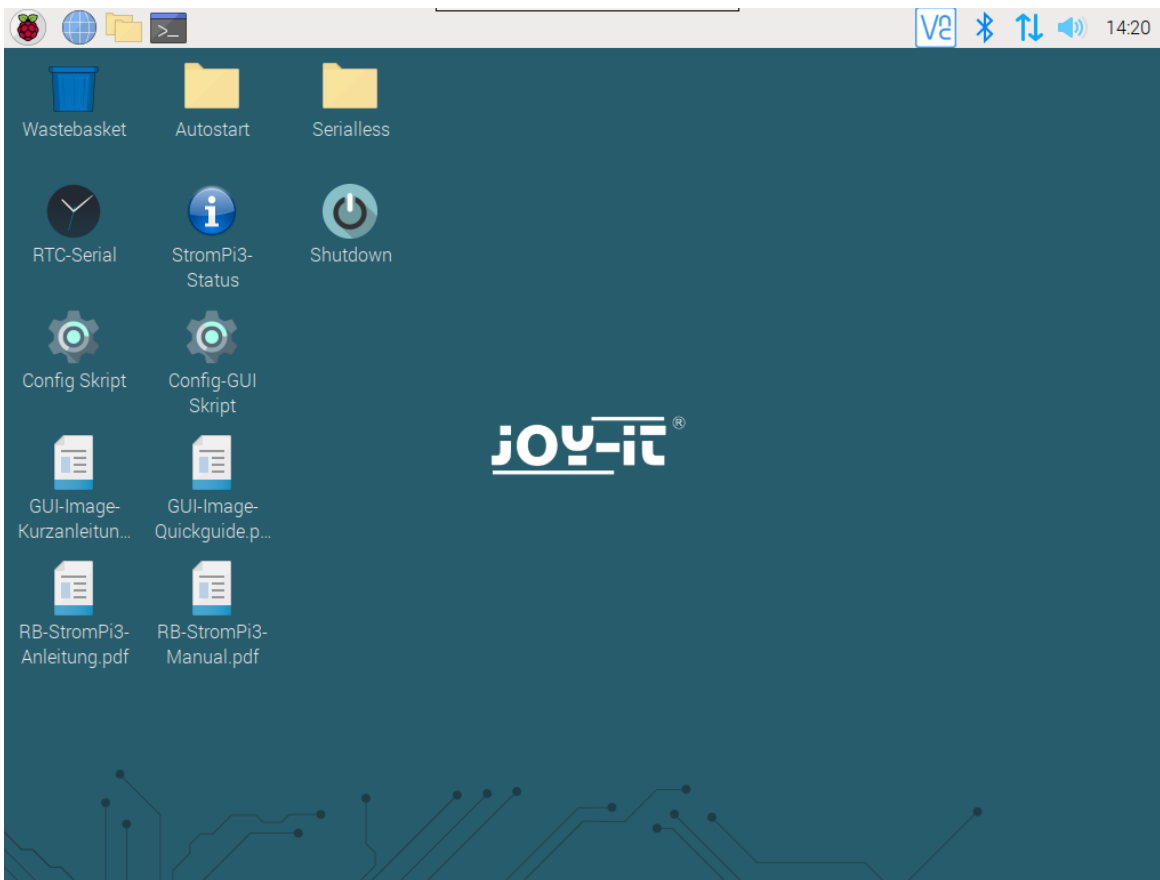 >_
V2
14:20
Wastebasket
Autostart
Serialless
RTC-Serial
StromPi3-
Status
Shutdown
Config Skript
Config-GUI
Skript
JOY-iT®
GUI-Image-
Kurzanleitun...
GUI-Image-
Quickguide.p...
RB-StromPi3-
Anleitung.pdf
RB-StromPi3-
Manual.pdf